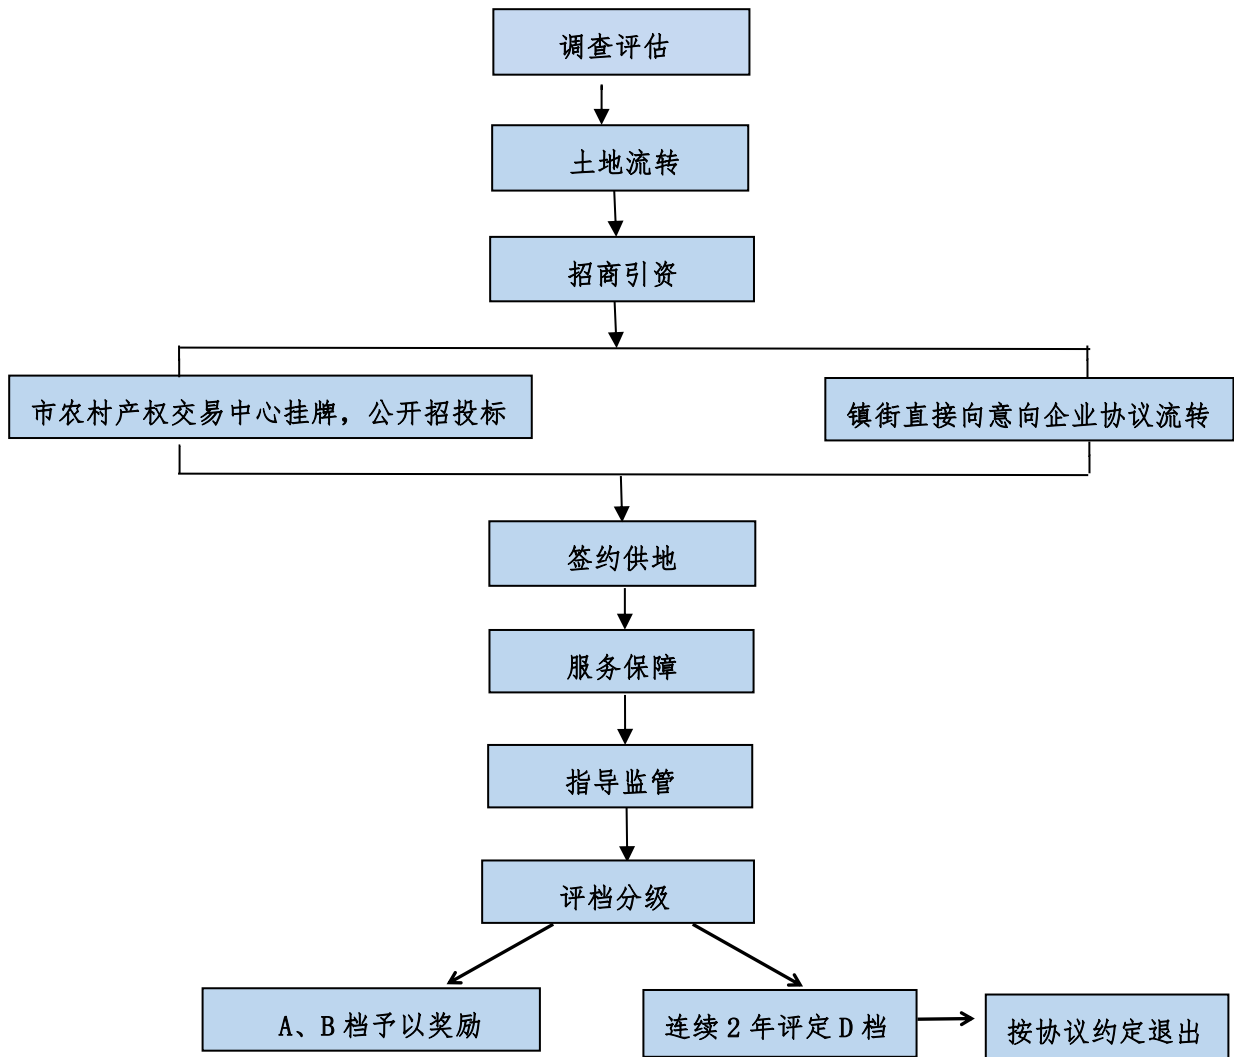 调查评估
土地流转
招商引资
市农村产权交易中心挂牌，公开招投标
镇街直接向意向企业协议流转
签约供地
服务保障
指导监管
评档分级
A、B 档予以奖励
连续 2 年评定 D 档
按协议约定退出